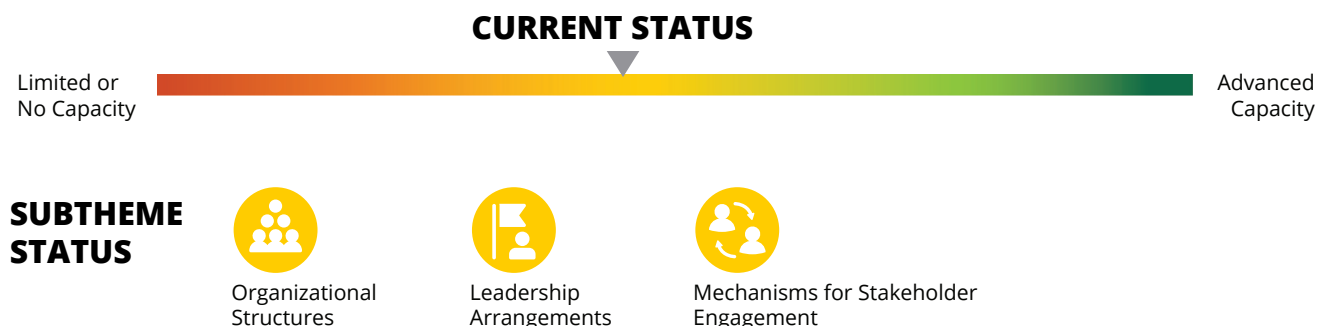 CURRENT STATUS
Limited or
No Capacity
Advanced
Capacity
SUBTHEME
STATUS
Organizational
Structures
Leadership
Arrangements
Mechanisms for Stakeholder
Engagement